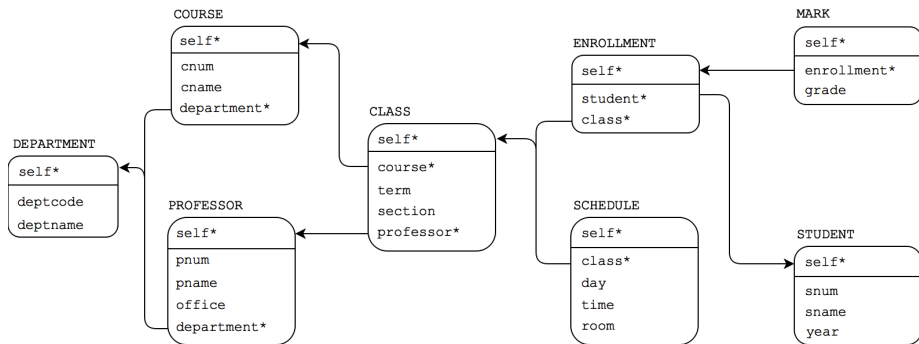 COURSE
self*
cnum
cname
department*
DEPARTMENT
self*
deptcode
deptname
PROFESSOR
self*
pnum
pname
office
department*
CLASS
self*
course*
term
section
professor*
ENROLLMENT
self*
student*
class*
SCHEDULE
self*
class*
day
time
room
MARK
self*
enrollment*
grade
STUDENT
self*
snum
sname
year